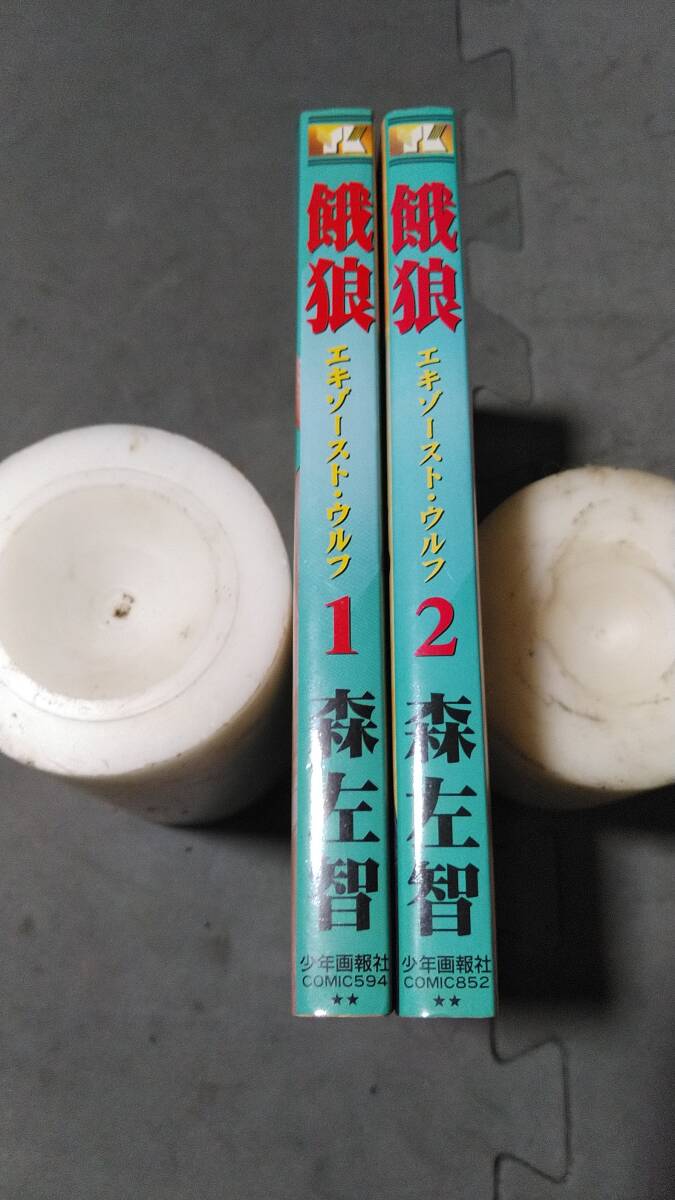 YK
餓狼
エキゾースト・ウルフ
1
森左智
少年画報社
COMIC594
★★
YK
餓狼
エキゾースト・ウルフ
2
森左智
少年画報社
COMIC852
★★